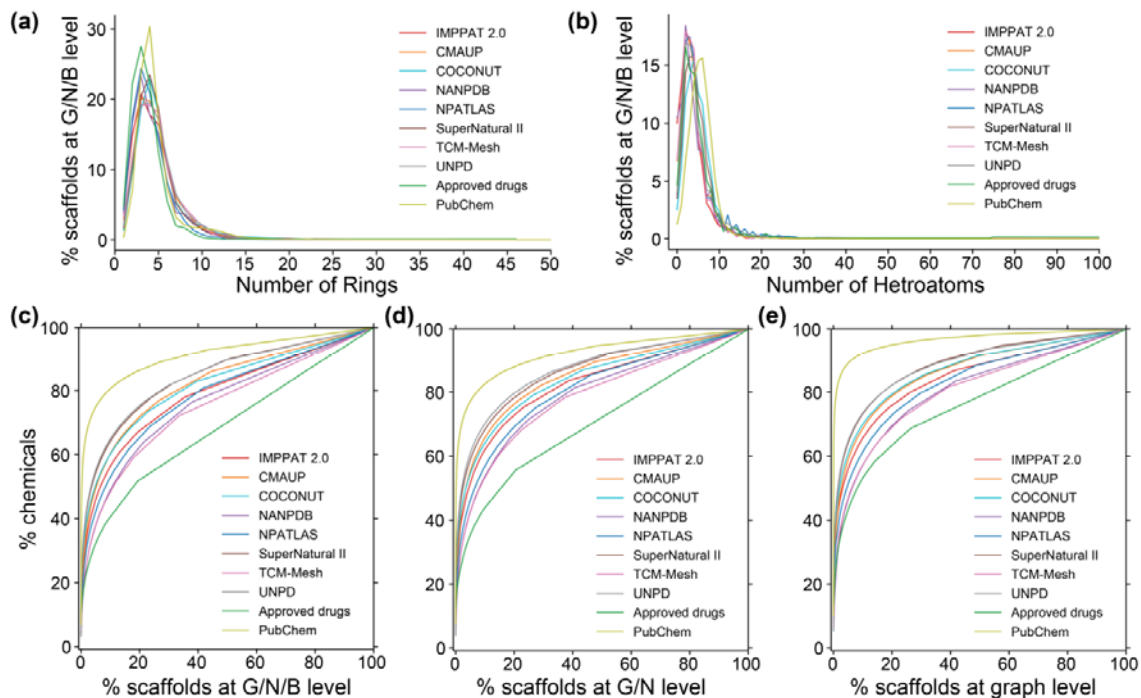 (a)
% scaffolds at G/N/B level
30
20
10
0
0
5
10
15
20
25
30
35
40
45
50
Number of Rings
IMPPAT 2.0
CMAUP
COCONUT
NANPDB
NPATLAS
SuperNatural II
TCM-Mesh
UNPD
Approved drugs
PubChem
(b)
% scaffolds at G/N/B level
15
10
5
0
0
10
20
30
40
50
60
70
80
90
100
Number of Hetroatoms
IMPPAT 2.0
CMAUP
COCONUT
NANPDB
NPATLAS
SuperNatural II
TCM-Mesh
UNPD
Approved drugs
PubChem
(c)
% chemicals
100
80
60
40
20
0
0
20
40
60
80
100
% scaffolds at G/N/B level
IMPPAT 2.0
CMAUP
COCONUT
NANPDB
NPATLAS
SuperNatural II
TCM-Mesh
UNPD
Approved drugs
PubChem
(d)
100
80
60
40
20
0
0
20
40
60
80
100
% scaffolds at G/N level
IMPPAT 2.0
CMAUP
COCONUT
NANPDB
NPATLAS
SuperNatural II
TCM-Mesh
UNPD
Approved drugs
PubChem
(e)
100
80
60
40
20
0
0
20
40
60
80
100
% scaffolds at graph level
IMPPAT 2.0
CMAUP
COCONUT
NANPDB
NPATLAS
SuperNatural II
TCM-Mesh
UNPD
Approved drugs
PubChem